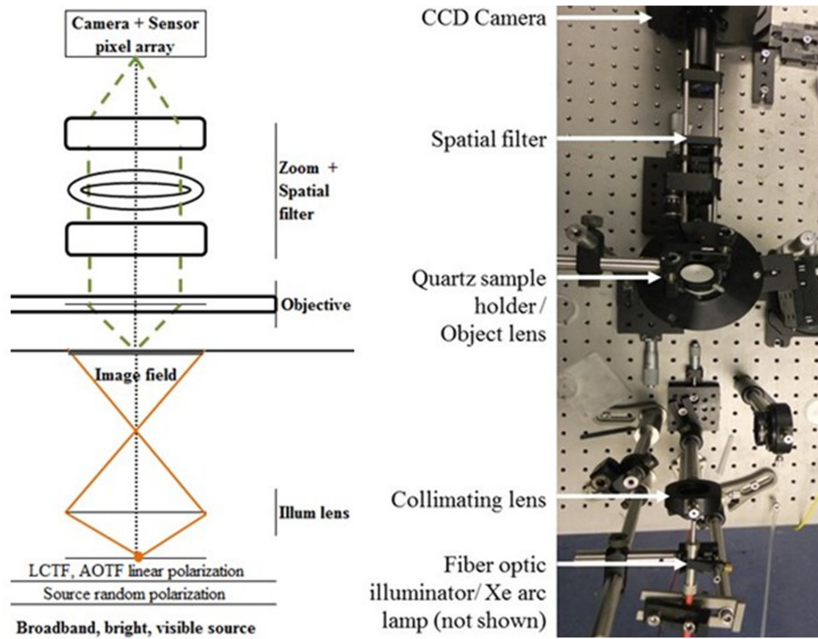 Camera + Sensor
pixel array
Zoom +
Spatial
filter
Objective
Image field
Illum lens
LCTF, AOTF linear polarization
Source random polarization
Broadband, bright, visible source
CCD Camera
Spatial filter
Quartz sample
holder /
Object lens
Collimating lens
Fiber optic
illuminator/ Xe arc
lamp (not shown)